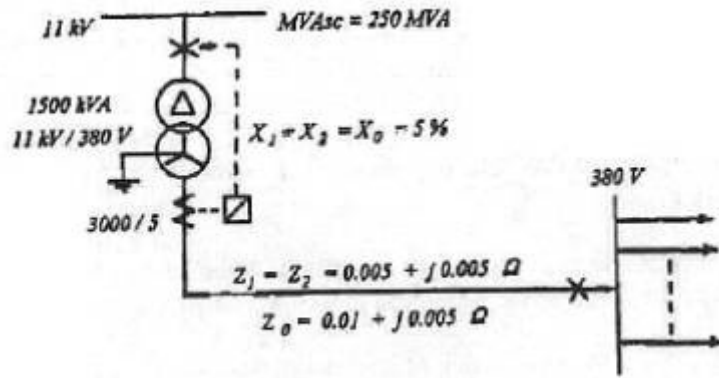 11 kV
MVAsc = 250 MVA
1500 kVA
11 kV / 380 V
X₁ = X₂ = X₀ = 5 %
380 V
3000 / 5
Z₁ = Z₂ = 0.005 + j 0.005 Ω
Z₀ = 0.01 + j 0.005 Ω